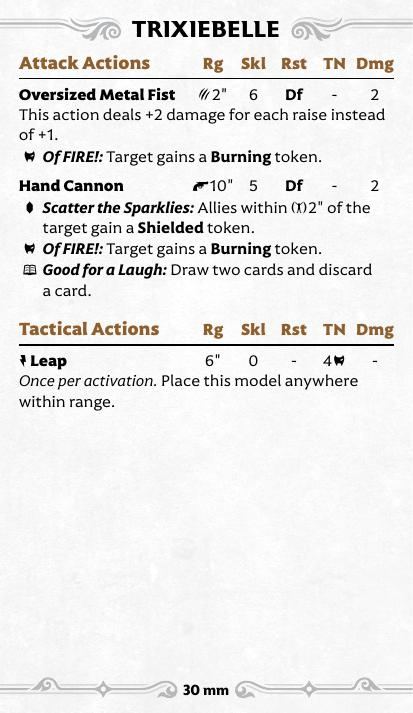 TRIXIEBELLE
Attack Actions Rg Skl Rst TN Dmg
Oversized Metal Fist 2" 6 Df - 2
This action deals +2 damage for each raise instead
of +1.
Of FIRE!: Target gains a Burning token.
Hand Cannon 10" 5 Df - 2
Scatter the Sparklies: Allies within 2" of the
target gain a Shielded token.
Of FIRE!: Target gains a Burning token.
Good for a Laugh: Draw two cards and discard
a card.
Tactical Actions Rg Skl Rst TN Dmg
Leap 6" 0 - 4 -
Once per activation. Place this model anywhere
within range.
30 mm